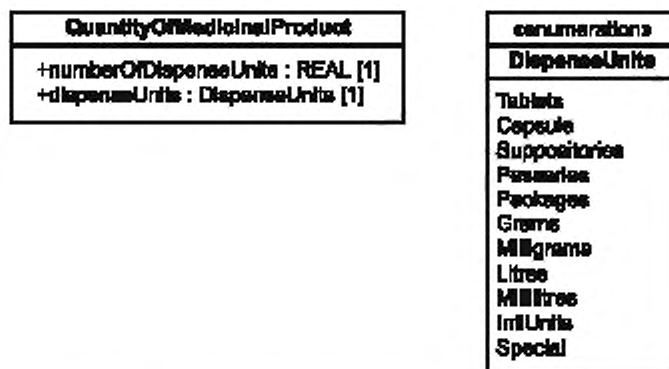 QuantityOfMedicinalProduct
+numberOfDispenseUnits : REAL [1]
+dispenseUnits : DispenseUnits [1]
«enumeration»
DispenseUnits
Tablets
Capsule
Suppositories
Pessaries
Packages
Grams
Milligrams
Litres
Millilitres
IntlUnits
Special